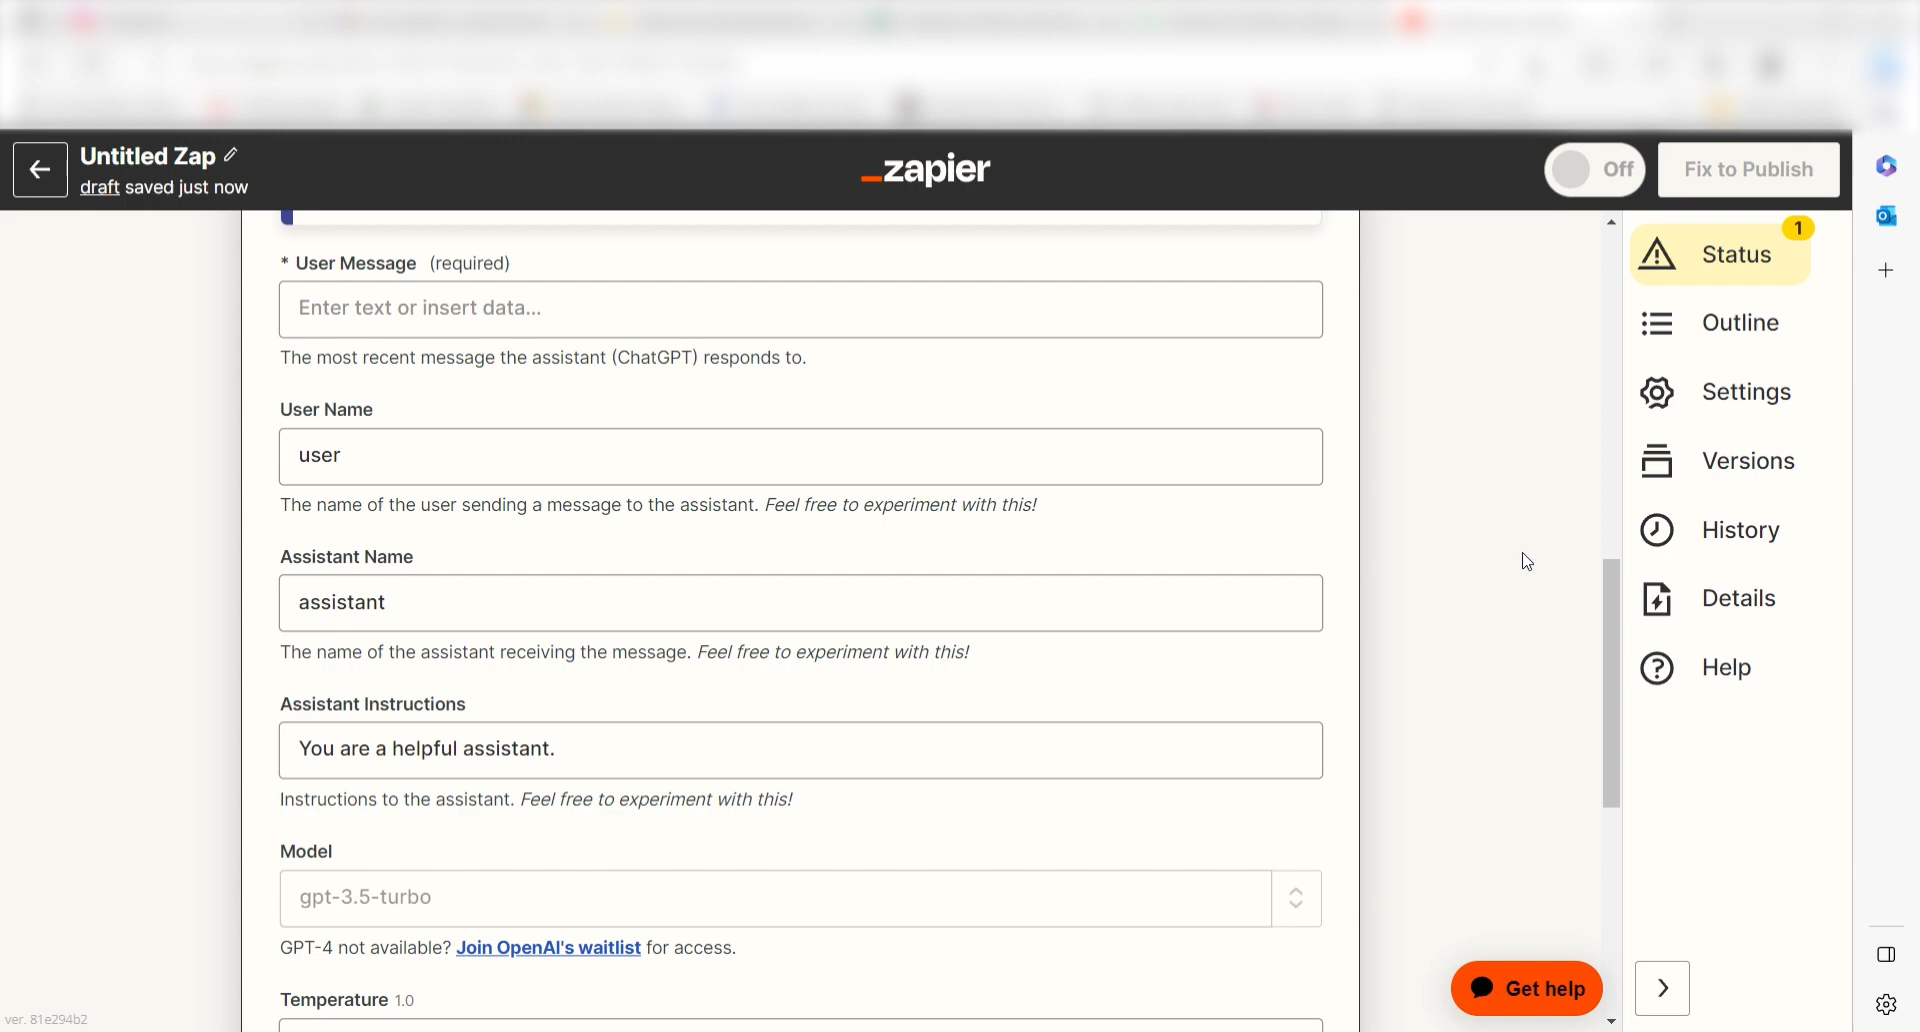 Untitled Zap
draft saved just now
zapier
Off
Fix to Publish
* User Message (required)
Enter text or insert data...
The most recent message the assistant (ChatGPT) responds to.
User Name
user
The name of the user sending a message to the assistant. Feel free to experiment with this!
Assistant Name
assistant
The name of the assistant receiving the message. Feel free to experiment with this!
Assistant Instructions
You are a helpful assistant.
Instructions to the assistant. Feel free to experiment with this!
Model
gpt-3.5-turbo
GPT-4 not available? Join OpenAI's waitlist for access.
Temperature 1.0
1
Status
Outline
Settings
Versions
History
Details
Help
Get help
ver. 81e294b2